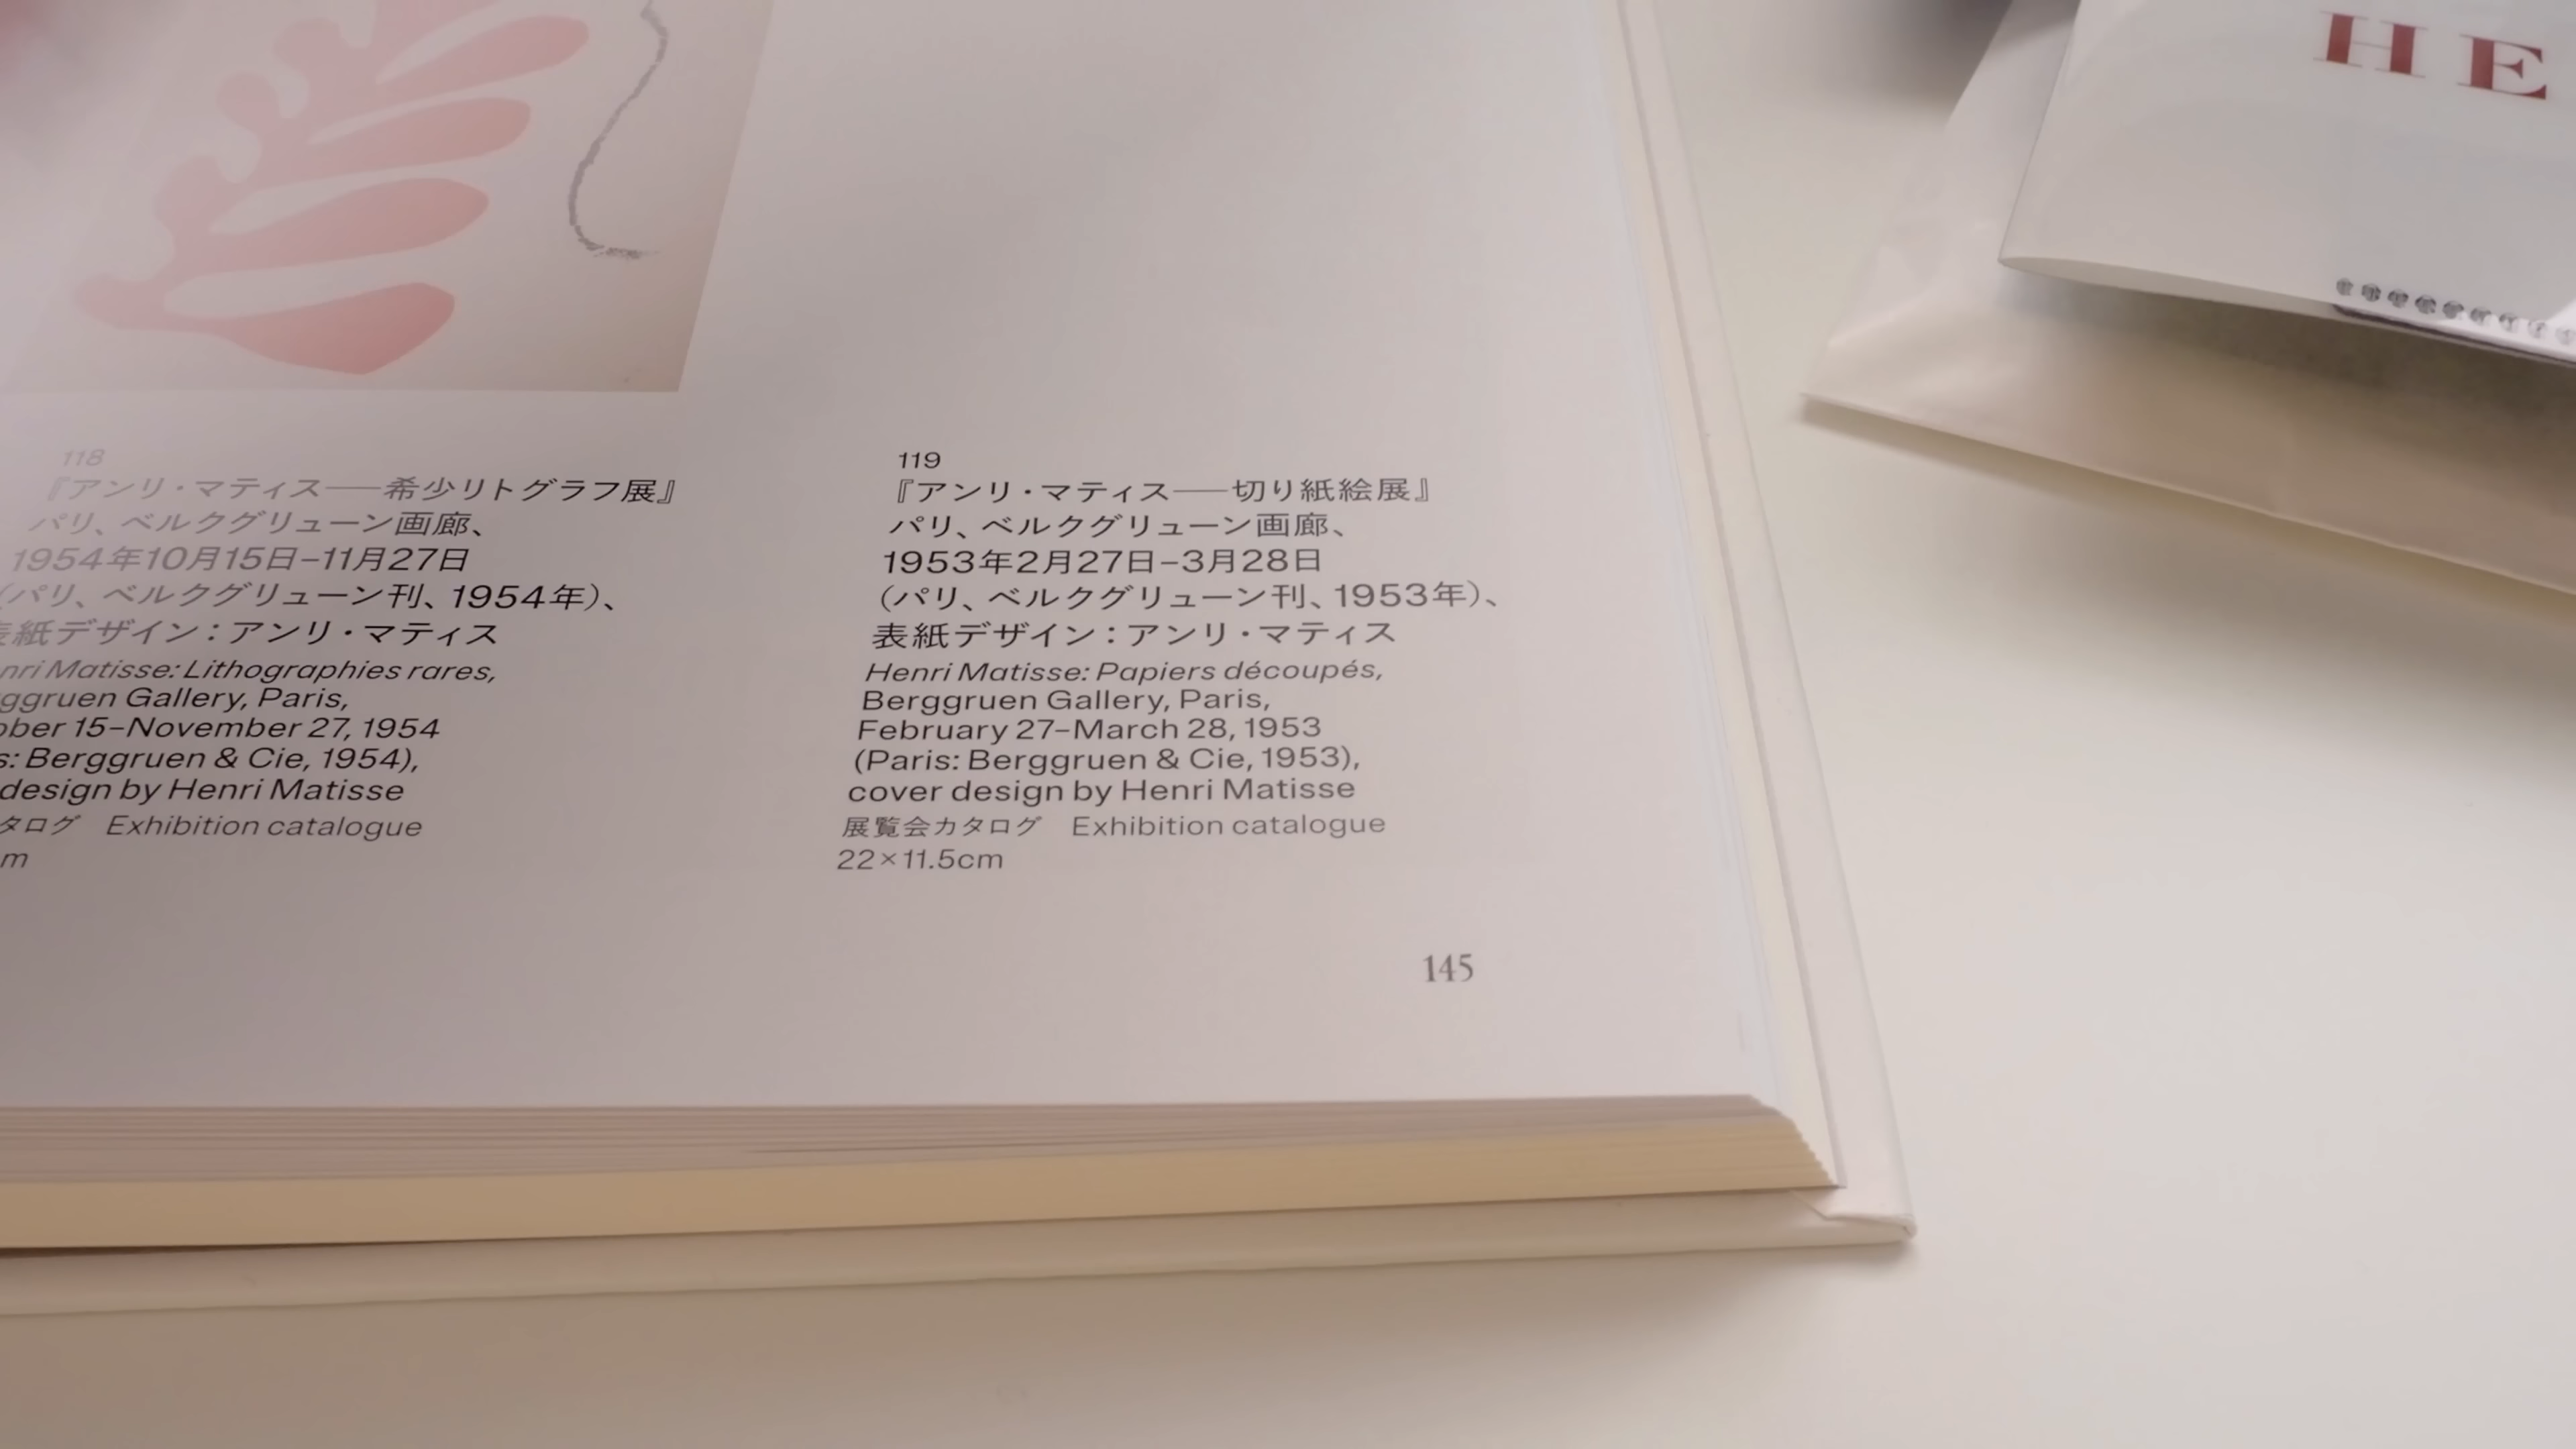 118
『アンリ・マティス──希少リトグラフ展』
パリ、ベルクグリューン画廊、
1954年10月15日–11月27日
(パリ、ベルクグリューン刊、1954年)、
表紙デザイン：アンリ・マティス
nri Matisse: Lithographies rares,
ggruen Gallery, Paris,
ober 15–November 27, 1954
s: Berggruen & Cie, 1954),
design by Henri Matisse
タログ Exhibition catalogue
m
119
『アンリ・マティス──切り紙絵展』
パリ、ベルクグリューン画廊、
1953年2月27日–3月28日
(パリ、ベルクグリューン刊、1953年)、
表紙デザイン：アンリ・マティス
Henri Matisse: Papiers découpés,
Berggruen Gallery, Paris,
February 27–March 28, 1953
(Paris: Berggruen & Cie, 1953),
cover design by Henri Matisse
展覧会カタログ Exhibition catalogue
22×11.5cm
145
HE